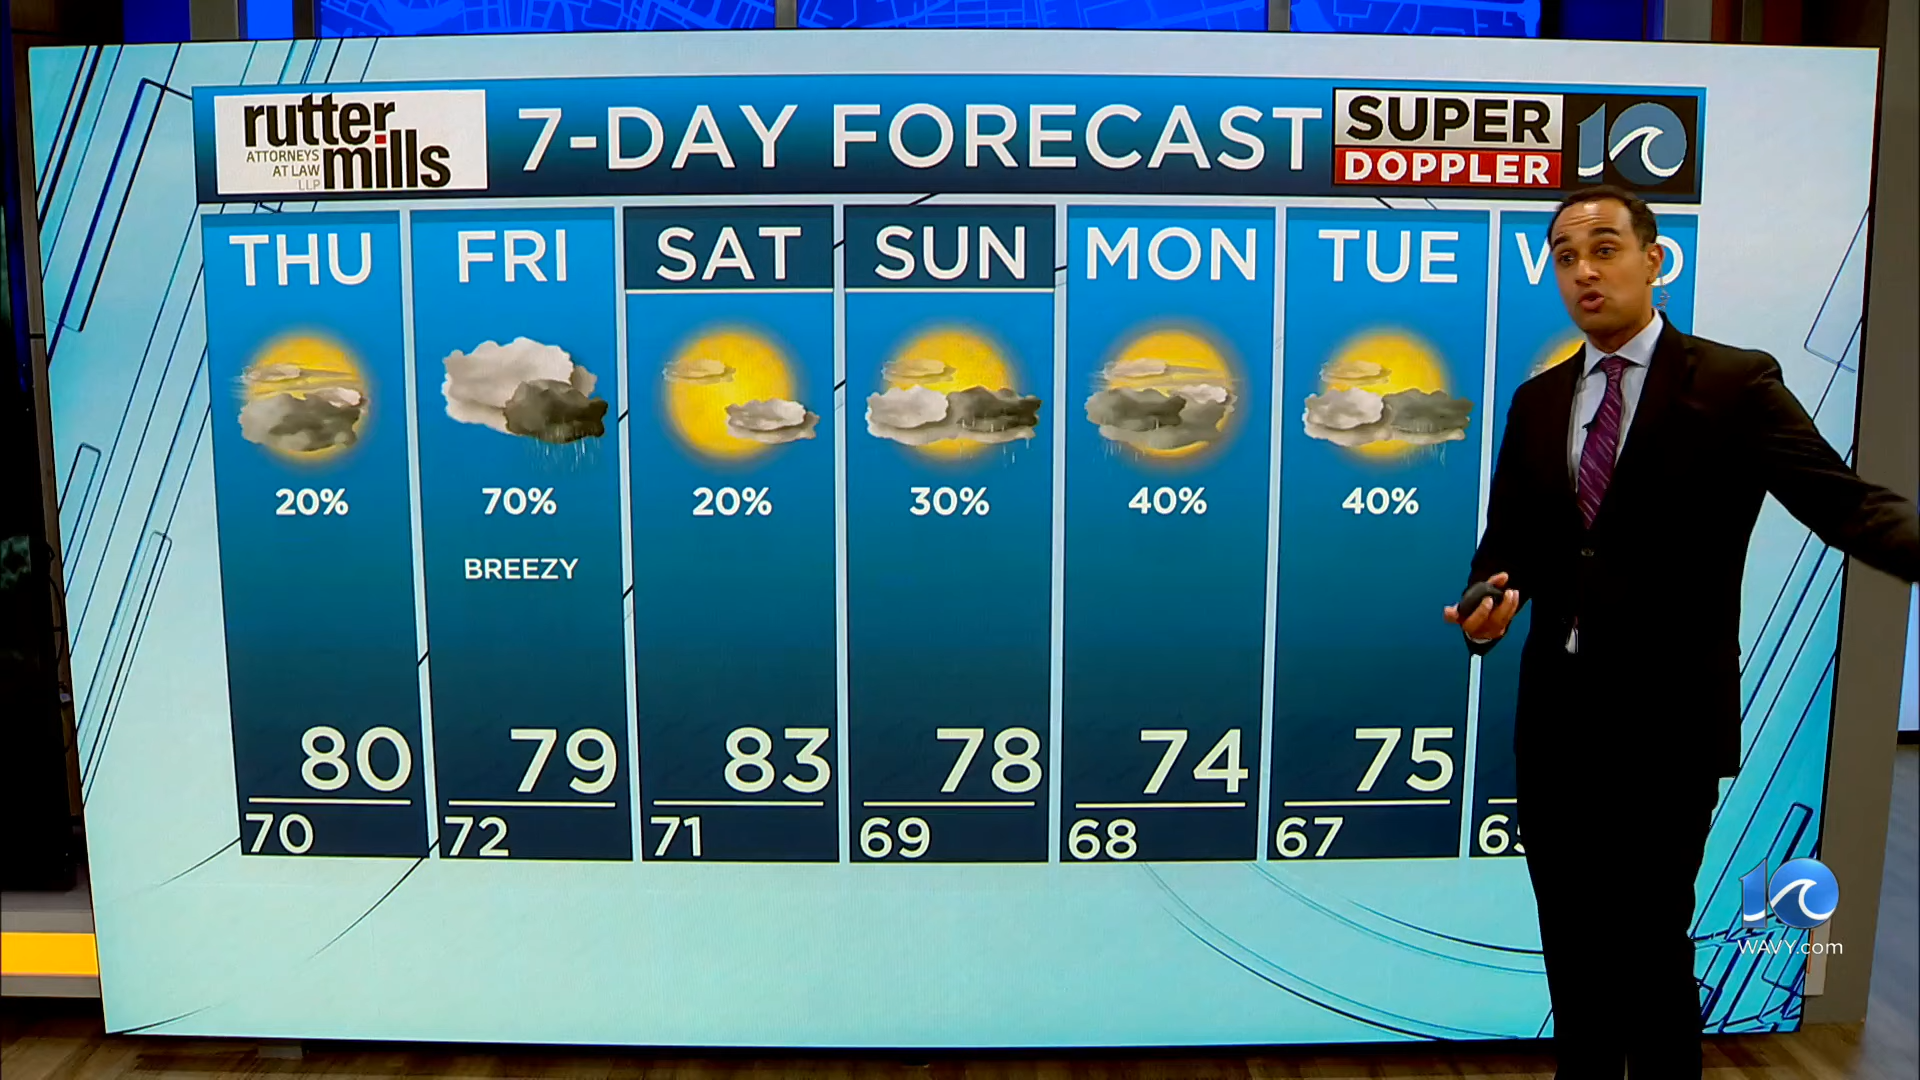 rutter
mills
ATTORNEYS
AT LAW
LLP
7-DAY FORECAST
SUPER
DOPPLER
10
THU
FRI
SAT
SUN
MON
TUE
20%
70%
20%
30%
40%
40%
BREEZY
80
79
83
78
74
75
70
72
71
69
68
67
10
WAVY.com